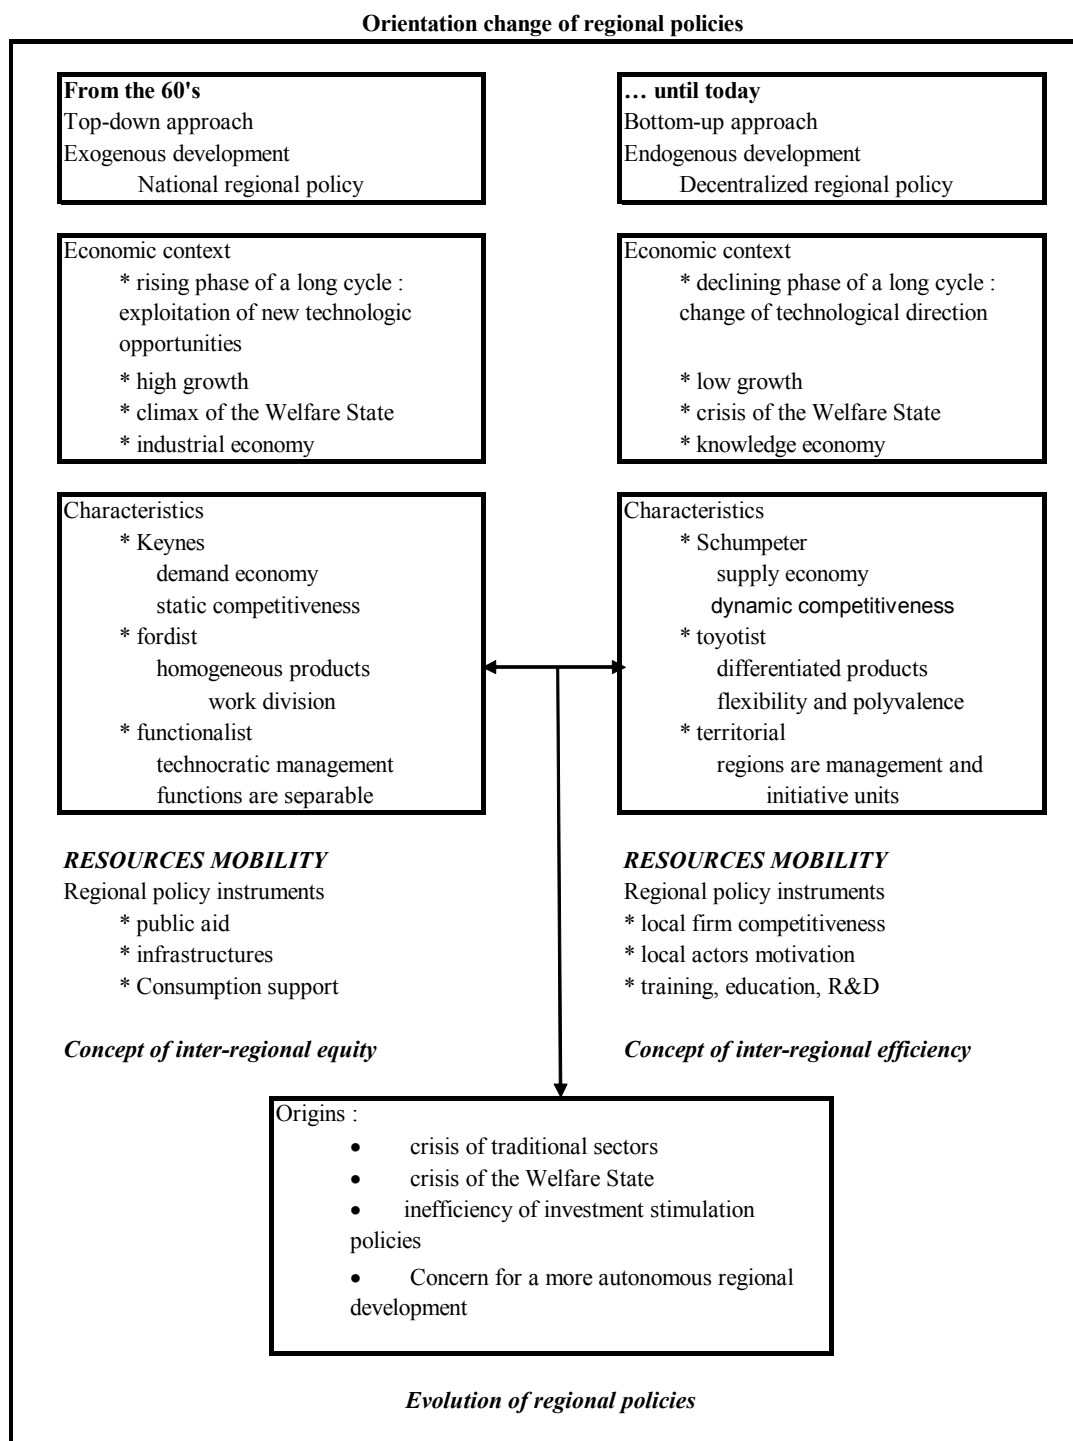 Orientation change of regional policies
From the 60's
Top-down approach
Exogenous development
National regional policy
… until today
Bottom-up approach
Endogenous development
Decentralized regional policy
Economic context
* rising phase of a long cycle :
exploitation of new technologic
opportunities
* high growth
* climax of the Welfare State
* industrial economy
Economic context
* declining phase of a long cycle :
change of technological direction
* low growth
* crisis of the Welfare State
* knowledge economy
Characteristics
* Keynes
demand economy
static competitiveness
* fordist
homogeneous products
work division
* functionalist
technocratic management
functions are separable
Characteristics
* Schumpeter
supply economy
dynamic competitiveness
* toyotist
differentiated products
flexibility and polyvalence
* territorial
regions are management and
initiative units
RESOURCES MOBILITY
Regional policy instruments
* public aid
* infrastructures
* Consumption support
Concept of inter-regional equity
RESOURCES MOBILITY
Regional policy instruments
* local firm competitiveness
* local actors motivation
* training, education, R&D
Concept of inter-regional efficiency
Origins :
• crisis of traditional sectors
• crisis of the Welfare State
• inefficiency of investment stimulation
policies
• Concern for a more autonomous regional
development
Evolution of regional policies